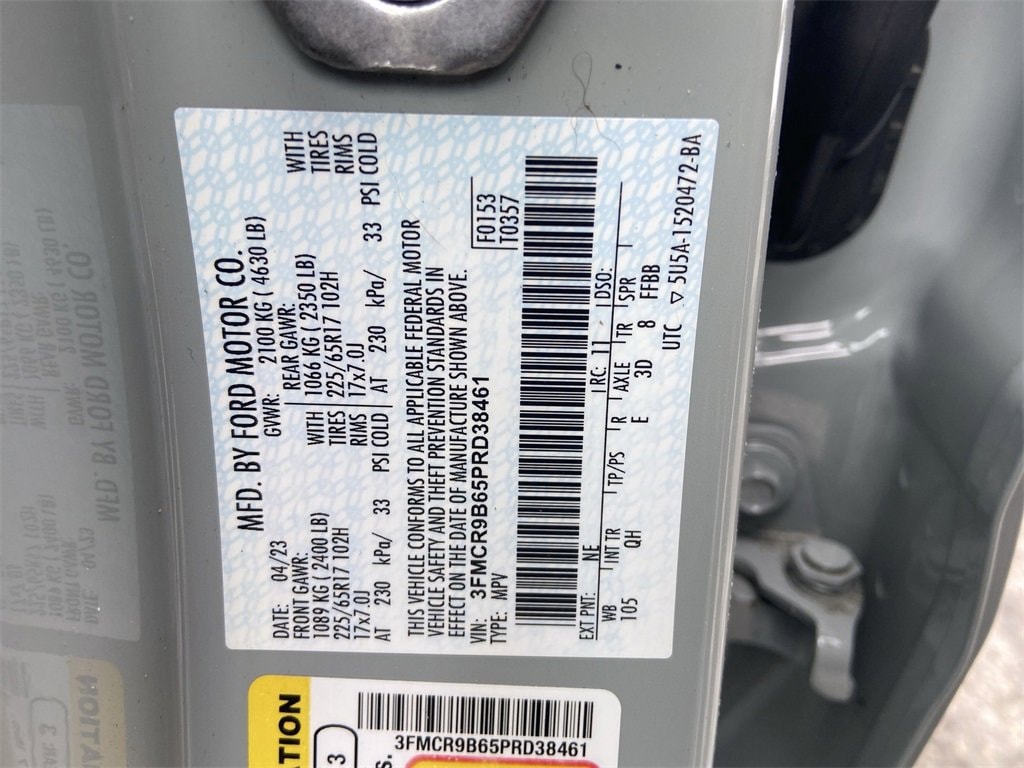 MFD. BY FORD MOTOR CO.
DATE: 04/23 GVWR: 2100 KG ( 4630 LB)
FRONT GAWR: REAR GAWR: WITH
1089 KG ( 2400 LB) WITH 1066 KG ( 2350 LB) TIRES
225/65R17 102H TIRES 225/65R17 102H RIMS
17x7.0J RIMS 17x7.0J
AT 230 kPa/ 33 PSI COLD AT 230 kPa/ 33 PSI COLD
THIS VEHICLE CONFORMS TO ALL APPLICABLE FEDERAL MOTOR
VEHICLE SAFETY AND THEFT PREVENTION STANDARDS IN
EFFECT ON THE DATE OF MANUFACTURE SHOWN ABOVE.
VIN: 3FMCR9B65PRD38461 F0153
TYPE: MPV T0357
EXT PNT: NE RC: 11 DSO:
WB INT TR TP/PS R AXLE TR SPR
105 QH E 3D 8 FFBB
UTC ▽ 5U5A-1520472-BA
3FMCR9B65PRD38461